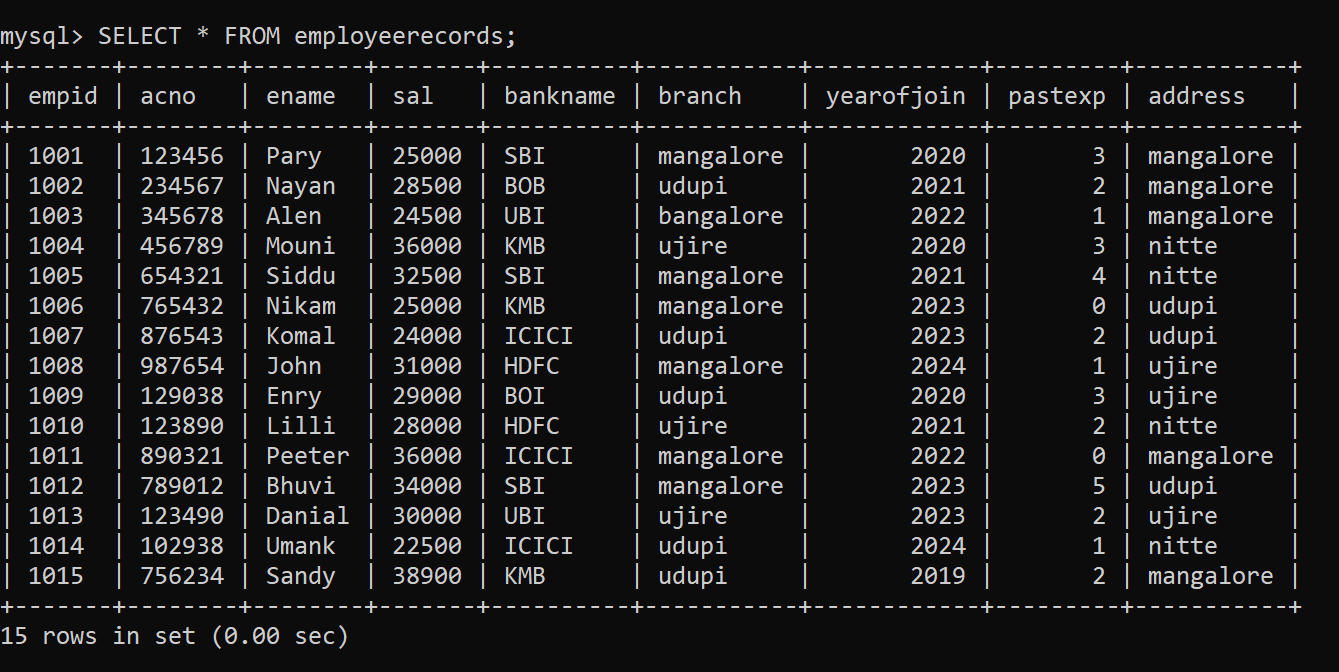 mysql> SELECT * FROM employeerecords;
+-------+--------+--------+-------+----------+-----------+------------+---------+-----------+
| empid | acno   | ename  | sal   | bankname | branch    | yearofjoin | pastexp | address   |
+-------+--------+--------+-------+----------+-----------+------------+---------+-----------+
| 1001  | 123456 | Pary   | 25000 | SBI      | mangalore |       2020 |       3 | mangalore |
| 1002  | 234567 | Nayan  | 28500 | BOB      | udupi     |       2021 |       2 | mangalore |
| 1003  | 345678 | Alen   | 24500 | UBI      | bangalore |       2022 |       1 | mangalore |
| 1004  | 456789 | Mouni  | 36000 | KMB      | ujire     |       2020 |       3 | nitte     |
| 1005  | 654321 | Siddu  | 32500 | SBI      | mangalore |       2021 |       4 | nitte     |
| 1006  | 765432 | Nikam  | 25000 | KMB      | mangalore |       2023 |       0 | udupi     |
| 1007  | 876543 | Komal  | 24000 | ICICI    | udupi     |       2023 |       2 | udupi     |
| 1008  | 987654 | John   | 31000 | HDFC     | mangalore |       2024 |       1 | ujire     |
| 1009  | 129038 | Enry   | 29000 | BOI      | udupi     |       2020 |       3 | ujire     |
| 1010  | 123890 | Lilli  | 28000 | HDFC     | ujire     |       2021 |       2 | nitte     |
| 1011  | 890321 | Peeter | 36000 | ICICI    | mangalore |       2022 |       0 | mangalore |
| 1012  | 789012 | Bhuvi  | 34000 | SBI      | mangalore |       2023 |       5 | udupi     |
| 1013  | 123490 | Danial | 30000 | UBI      | ujire     |       2023 |       2 | ujire     |
| 1014  | 102938 | Umank  | 22500 | ICICI    | udupi     |       2024 |       1 | nitte     |
| 1015  | 756234 | Sandy  | 38900 | KMB      | udupi     |       2019 |       2 | mangalore |
+-------+--------+--------+-------+----------+-----------+------------+---------+-----------+
15 rows in set (0.00 sec)